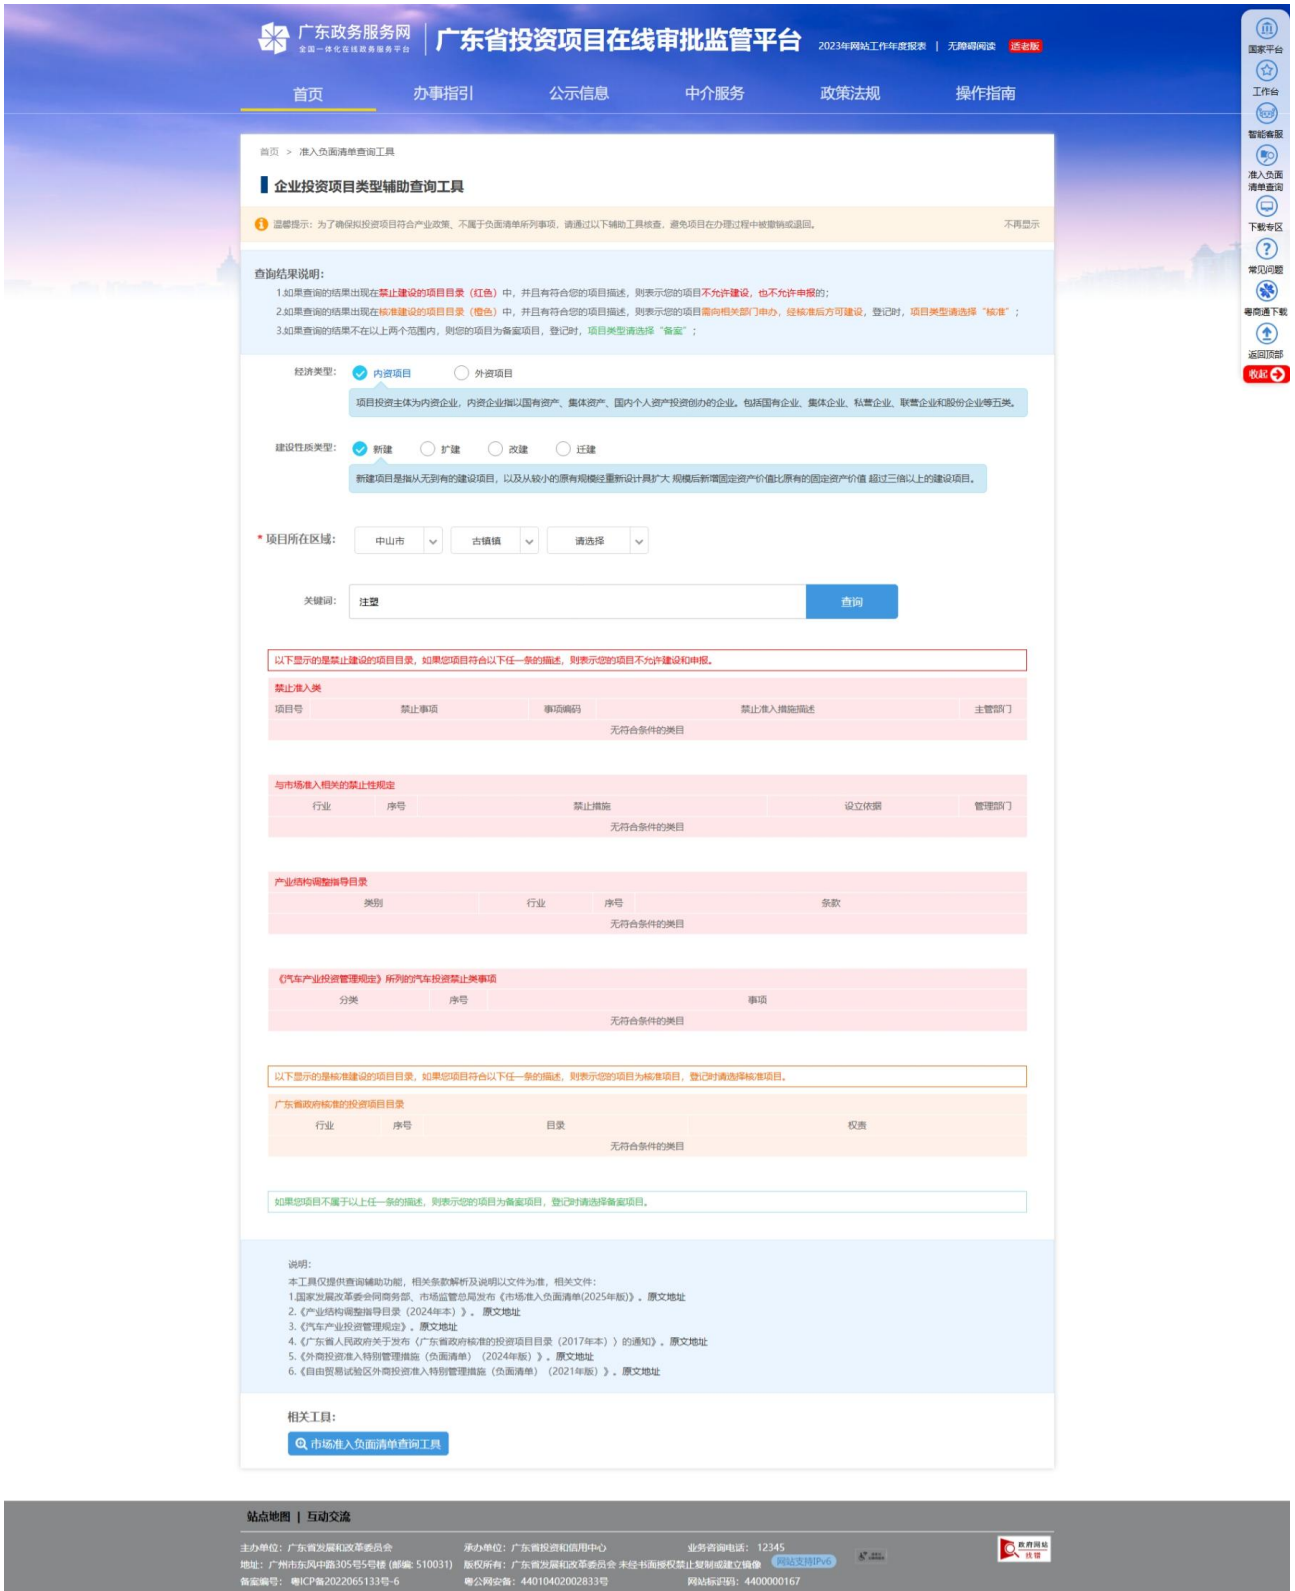 广东政务服务网
全国一体化在线政务服务平台
广东省投资项目在线审批监管平台
2023年网站工作年度报表 | 无障碍阅读 适老版
首页 办事指引 公示信息 中介服务 政策法规 操作指南
国家平台
工作台
智能客服
准入负面
清单查询
下载专区
常见问题
粤商通下载
返回顶部
收起
首页 > 准入负面清单查询工具
企业投资项目类型辅助查询工具
温馨提示：为了确保拟投资项目符合产业政策、不属于负面清单所列事项，请通过以下辅助工具核查，避免项目在办理过程中被撤销或退回。 不再显示
查询结果说明：
1.如果查询的结果出现在禁止建设的项目目录（红色）中，并且有符合您的项目描述，则表示您的项目不允许建设，也不允许申报的；
2.如果查询的结果出现在核准建设的项目目录（橙色）中，并且有符合您的项目描述，则表示您的项目需向相关部门申办，经核准后方可建设，登记时，项目类型请选择“核准”；
3.如果查询的结果不在以上两个范围内，则您的项目为备案项目，登记时，项目类型请选择“备案”；
经济类型： 内资项目 外资项目
项目投资主体为内资企业，内资企业指以国有资产、集体资产、国内个人资产投资创办的企业。包括国有企业、集体企业、私营企业、联营企业和股份企业等五类。
建设性质类型： 新建 扩建 改建 迁建
新建项目是指从无到有的建设项目，以及从较小的原有规模经重新设计具扩大 规模后新增固定资产价值比原有的固定资产价值 超过三倍以上的建设项目。
* 项目所在区域： 中山市 古镇镇 请选择
关键词： 注塑 查询
以下显示的是禁止建设的项目目录，如果您项目符合以下任一条的描述，则表示您的项目不允许建设和申报。
禁止准入类
项目号 禁止事项 事项编码 禁止准入措施描述 主管部门
无符合条件的类目
与市场准入相关的禁止性规定
行业 序号 禁止措施 设立依据 管理部门
无符合条件的类目
产业结构调整指导目录
类别 行业 序号 条款
无符合条件的类目
《汽车产业投资管理规定》所列的汽车投资禁止类事项
分类 序号 事项
无符合条件的类目
以下显示的是核准建设的项目目录，如果您项目符合以下任一条的描述，则表示您的项目为核准项目，登记时请选择核准项目。
广东省政府核准的投资项目目录
行业 序号 目录 权责
无符合条件的类目
如果您项目不属于以上任一条的描述，则表示您的项目为备案项目，登记时请选择备案项目。
说明：
本工具仅提供查询辅助功能，相关条款解析及说明以文件为准，相关文件：
1.国家发展改革委会同商务部、市场监管总局发布《市场准入负面清单(2025年版)》。原文地址
2.《产业结构调整指导目录（2024年本）》。 原文地址
3.《汽车产业投资管理规定》。原文地址
4.《广东省人民政府关于发布〈广东省政府核准的投资项目目录（2017年本）〉的通知》。原文地址
5.《外商投资准入特别管理措施（负面清单）（2024年版）》。原文地址
6.《自由贸易试验区外商投资准入特别管理措施（负面清单）（2021年版）》。原文地址
相关工具：
市场准入负面清单查询工具
站点地图 | 互动交流
主办单位：广东省发展和改革委员会 承办单位：广东省投资和信用中心 业务咨询电话：12345
地址：广州市东风中路305号5号楼 (邮编: 510031) 版权所有：广东省发展和改革委员会 未经书面授权禁止复制或建立镜像 网站支持IPv6
备案编号：粤ICP备2022065133号-6 粤公网安备：44010402002833号 网站标识码：4400000167
政府网站
找错